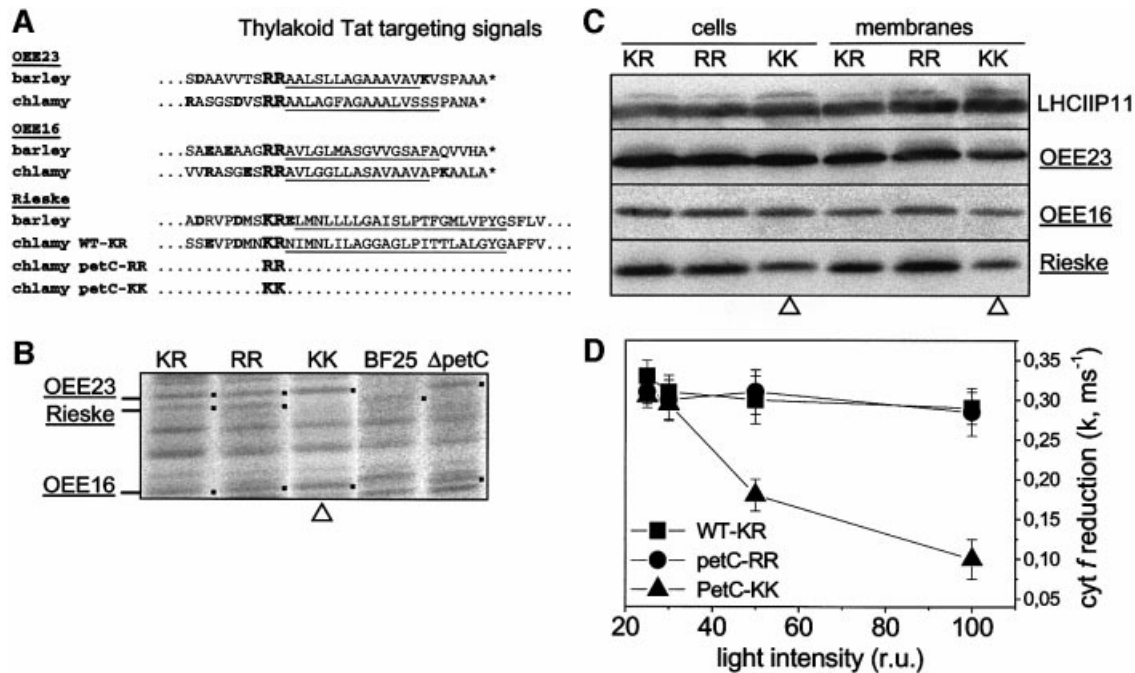 A
Thylakoid Tat targeting signals
OEE23
barley ...SDAAVVTSRRAALSLLAGAAAVAVKVSPAAA*
chlamy ...RASGSDVSRRAALAGFAGAAALVSSSPANA*
OEE16
barley ...SAEAEAAGRRAVLGLMASGVVGSAFAQVVHA*
chlamy ...VVRASGESRRAVLGGLLASAVAAVAPKAALA*
Rieske
barley ...ADRVPDMSKRELMNLLLLGAISLPTFGMLVPYGSFLV...
chlamy WT-KR ...SSEVPDMNKRNIMNLILAGGAGLPITTLALGYGAFFV...
chlamy petC-RR ...........RR..............................
chlamy petC-KK ...........KK..............................
B
KR RR KK BF25 ΔpetC
OEE23
Rieske
OEE16
C
cells membranes
KR RR KK KR RR KK
LHCIIP11
OEE23
OEE16
Rieske
D
0,35
0,30
0,25
0,20
0,15
0,10
0,05
cyt f reduction (k, ms⁻¹)
WT-KR
petC-RR
PetC-KK
20 40 60 80 100
light intensity (r.u.)